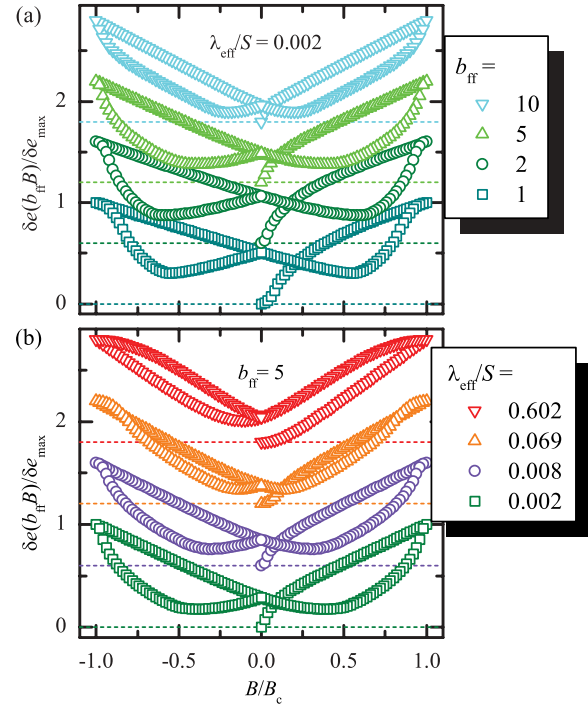 (a)
λeff/S = 0.002
bff =
10
5
2
1
2
1
0
δe(bffB)/δemax
(b)
bff= 5
λeff/S =
0.602
0.069
0.008
0.002
2
1
0
δe(bffB)/δemax
-1.0 -0.5 0.0 0.5 1.0
B/Bc